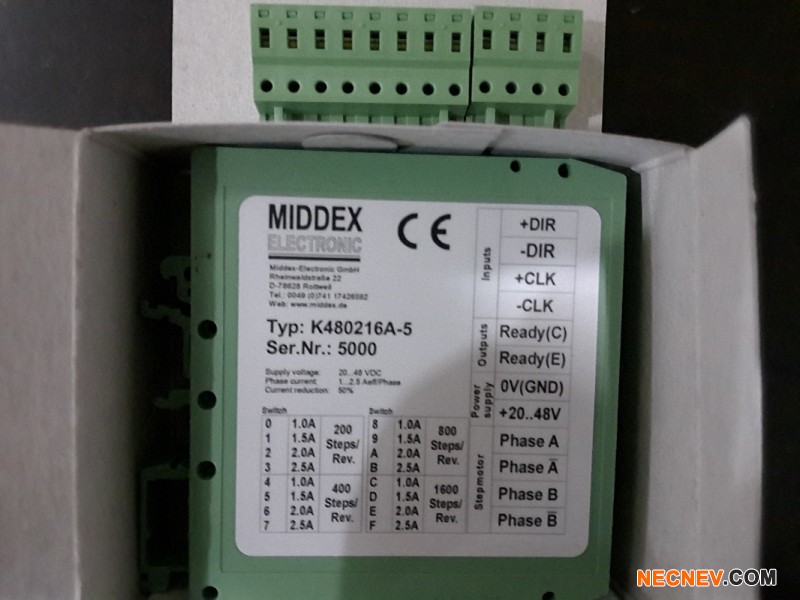 MIDDEX
ELECTRONIC
CE
Middex-Electronic GmbH
Rheinwaldstraße 22
D-78628 Rottweil
Tel.: 0049 (0)741 17426582
Web: www.middex.de
Typ: K480216A-5
Ser.Nr.: 5000
Supply voltage: 20...48 VDC
Phase current: 1...2,5 Aeff/Phase
Current reduction: 50%
Switch
0 1.0A
1 1.5A
2 2.0A
3 2.5A
200 Steps/ Rev.
4 1.0A
5 1.5A
6 2.0A
7 2.5A
400 Steps/ Rev.
Switch
8 1.0A
9 1.5A
A 2.0A
B 2.5A
800 Steps/ Rev.
C 1.0A
D 1.5A
E 2.0A
F 2.5A
1600 Steps/ Rev.
Inputs
+DIR
-DIR
+CLK
-CLK
Outputs
Ready(C)
Ready(E)
Power supply
0V(GND)
+20..48V
Stepmotor
Phase A
Phase A̅
Phase B
Phase B̅
NECNEV.COM